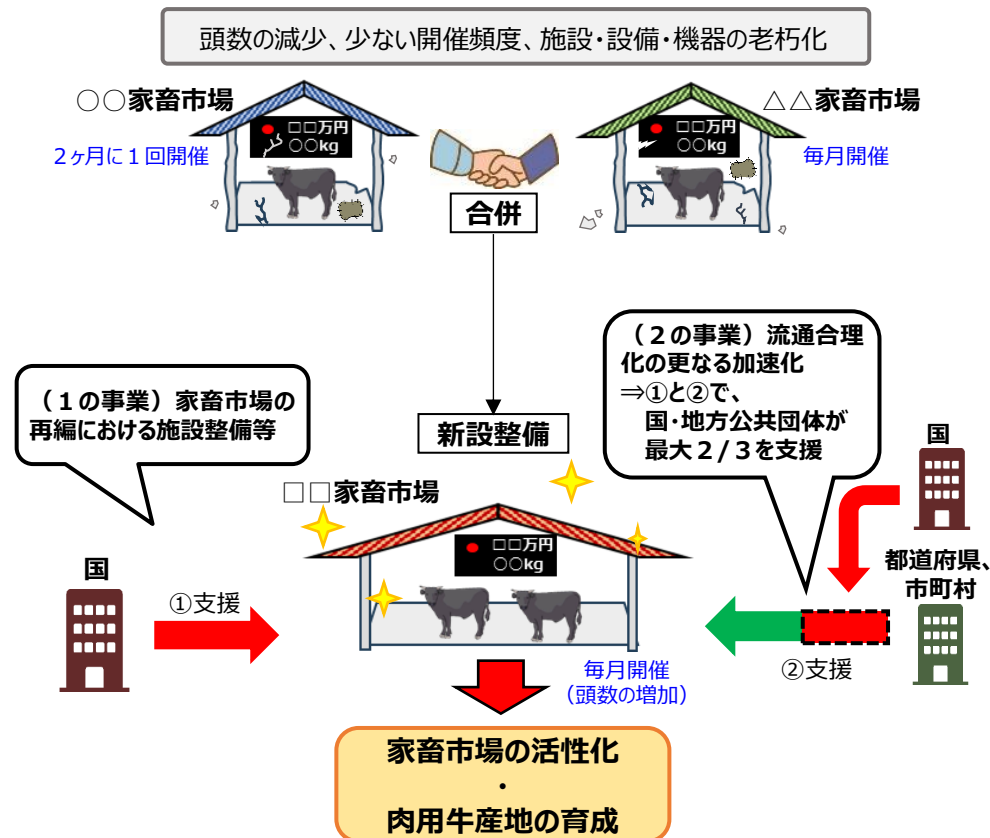 頭数の減少、少ない開催頻度、施設・設備・機器の老朽化
○○家畜市場
２ヶ月に１回開催
□□万円
○○kg
△△家畜市場
毎月開催
□□万円
○○kg
合併
（１の事業）家畜市場の
再編における施設整備等
（２の事業）流通合理
化の更なる加速化
⇒①と②で、
国・地方公共団体が
最大２/３を支援
新設整備
□□家畜市場
□□万円
○○kg
国
①支援
国
都道府県、
市町村
②支援
毎月開催
（頭数の増加）
家畜市場の活性化
・
肉用牛産地の育成